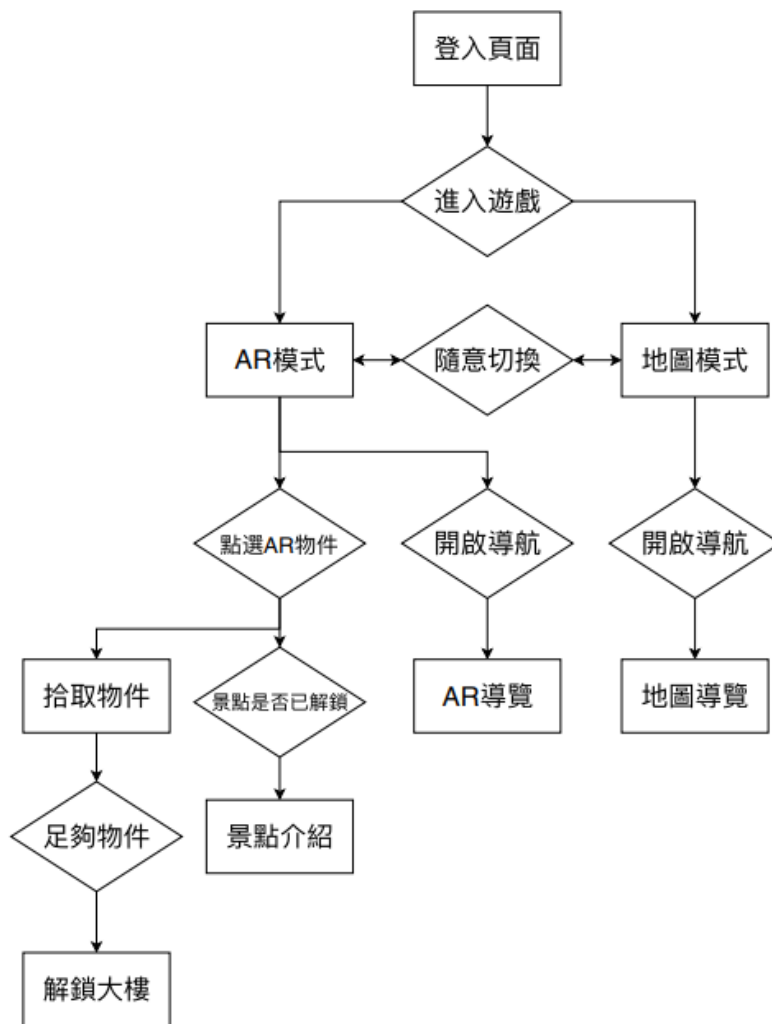 登入頁面
進入遊戲
AR模式
隨意切換
地圖模式
點選AR物件
開啟導航
開啟導航
拾取物件
景點是否已解鎖
AR導覽
地圖導覽
足夠物件
景點介紹
解鎖大樓